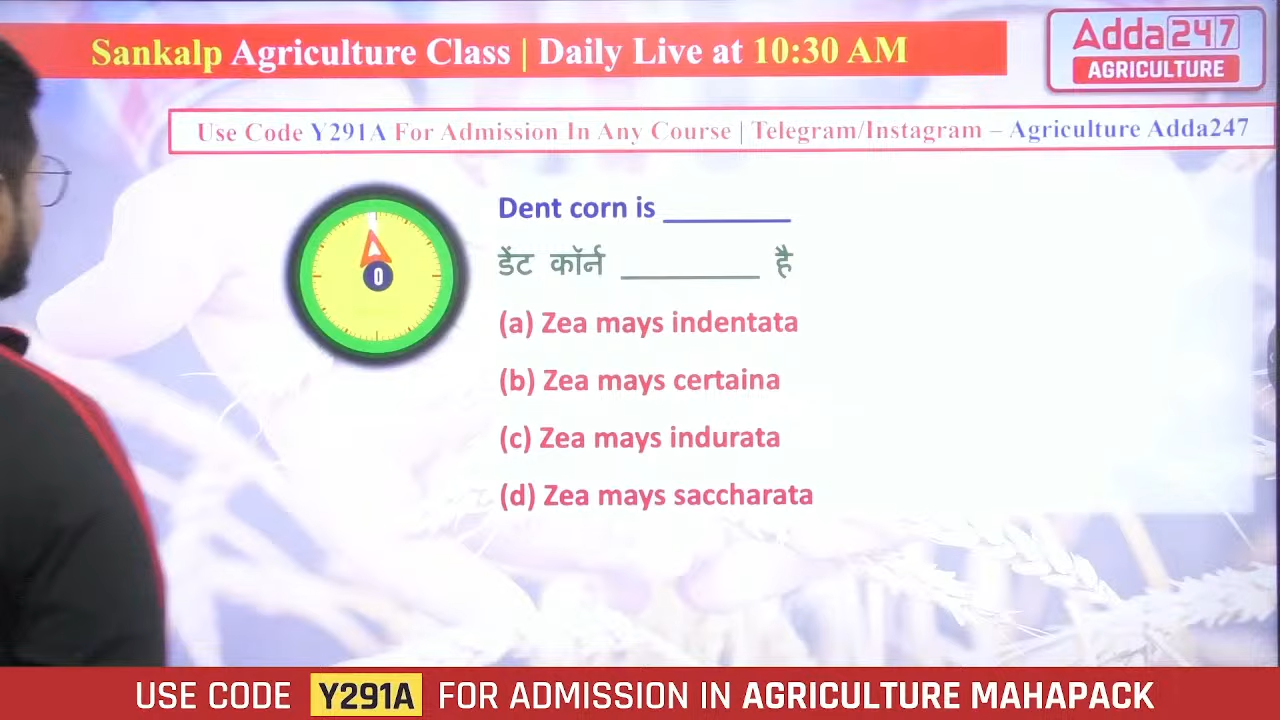 Sankalp Agriculture Class | Daily Live at 10:30 AM
Adda247
AGRICULTURE
Use Code Y291A For Admission In Any Course | Telegram/Instagram – Agriculture Adda247
0
Dent corn is _________
डेंट कॉर्न __________ है
(a) Zea mays indentata
(b) Zea mays certaina
(c) Zea mays indurata
(d) Zea mays saccharata
USE CODE Y291A FOR ADMISSION IN AGRICULTURE MAHAPACK